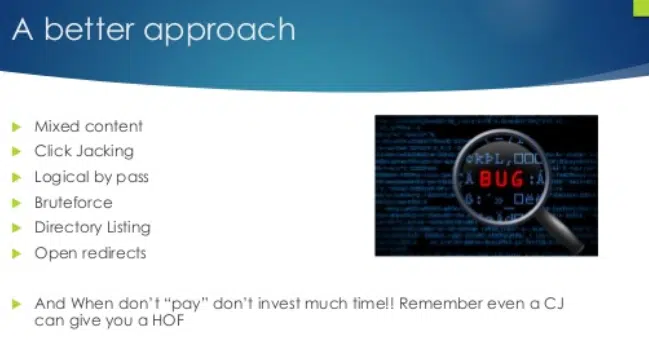 A better approach
Mixed content
Click Jacking
Logical by pass
Bruteforce
Directory Listing
Open redirects
BUG
And When don't “pay” don't invest much time!! Remember even a CJ
can give you a HOF